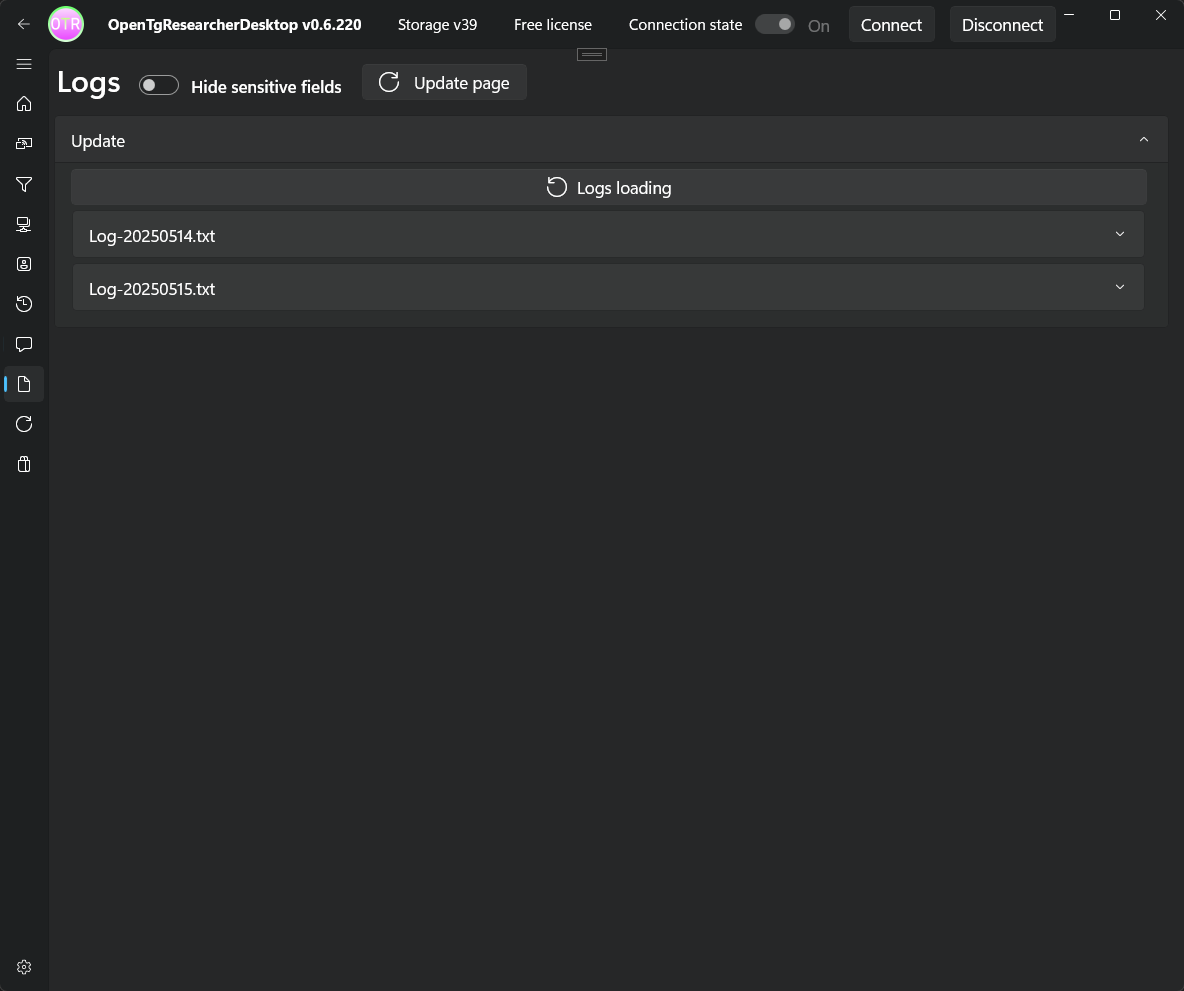 OTR OpenTgResearcherDesktop v0.6.220 Storage v39 Free license Connection state On Connect Disconnect
Logs Hide sensitive fields Update page
Update
Logs loading
Log-20250514.txt
Log-20250515.txt